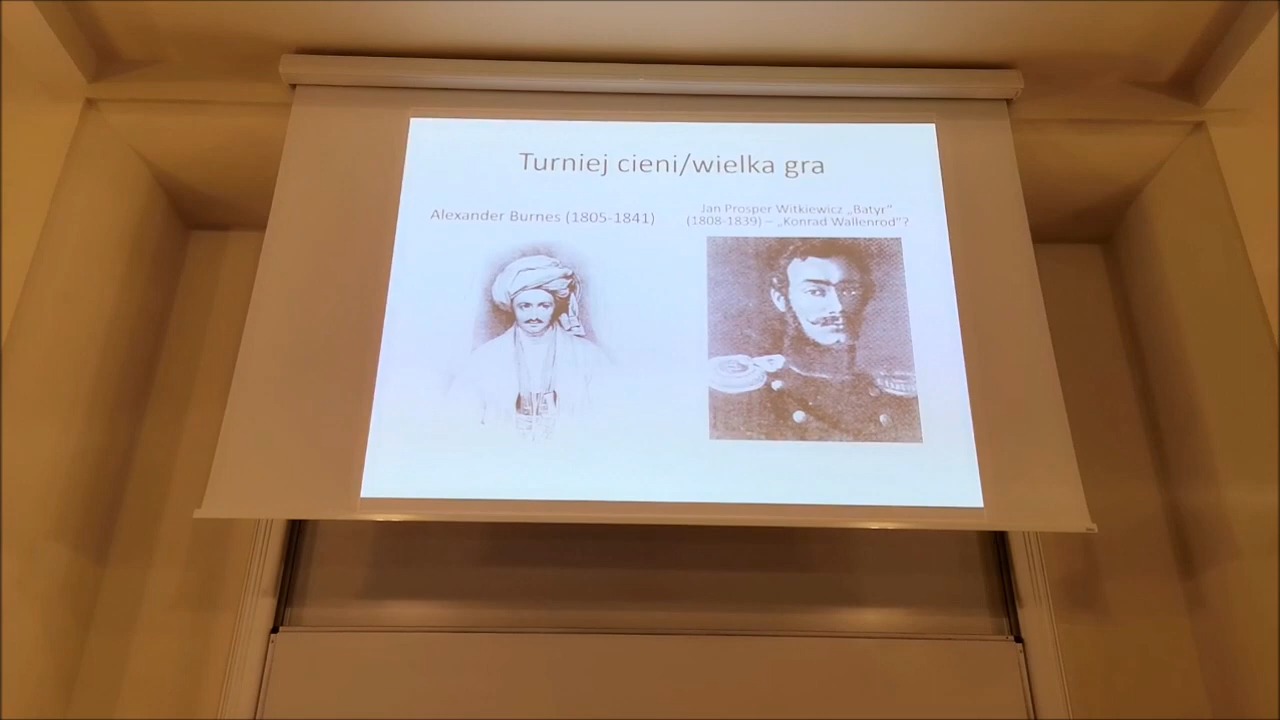 Turniej cieni/wielka gra
Alexander Burnes (1805-1841)
Jan Prosper Witkiewicz „Batyr”
(1808-1839) – „Konrad Wallenrod”?